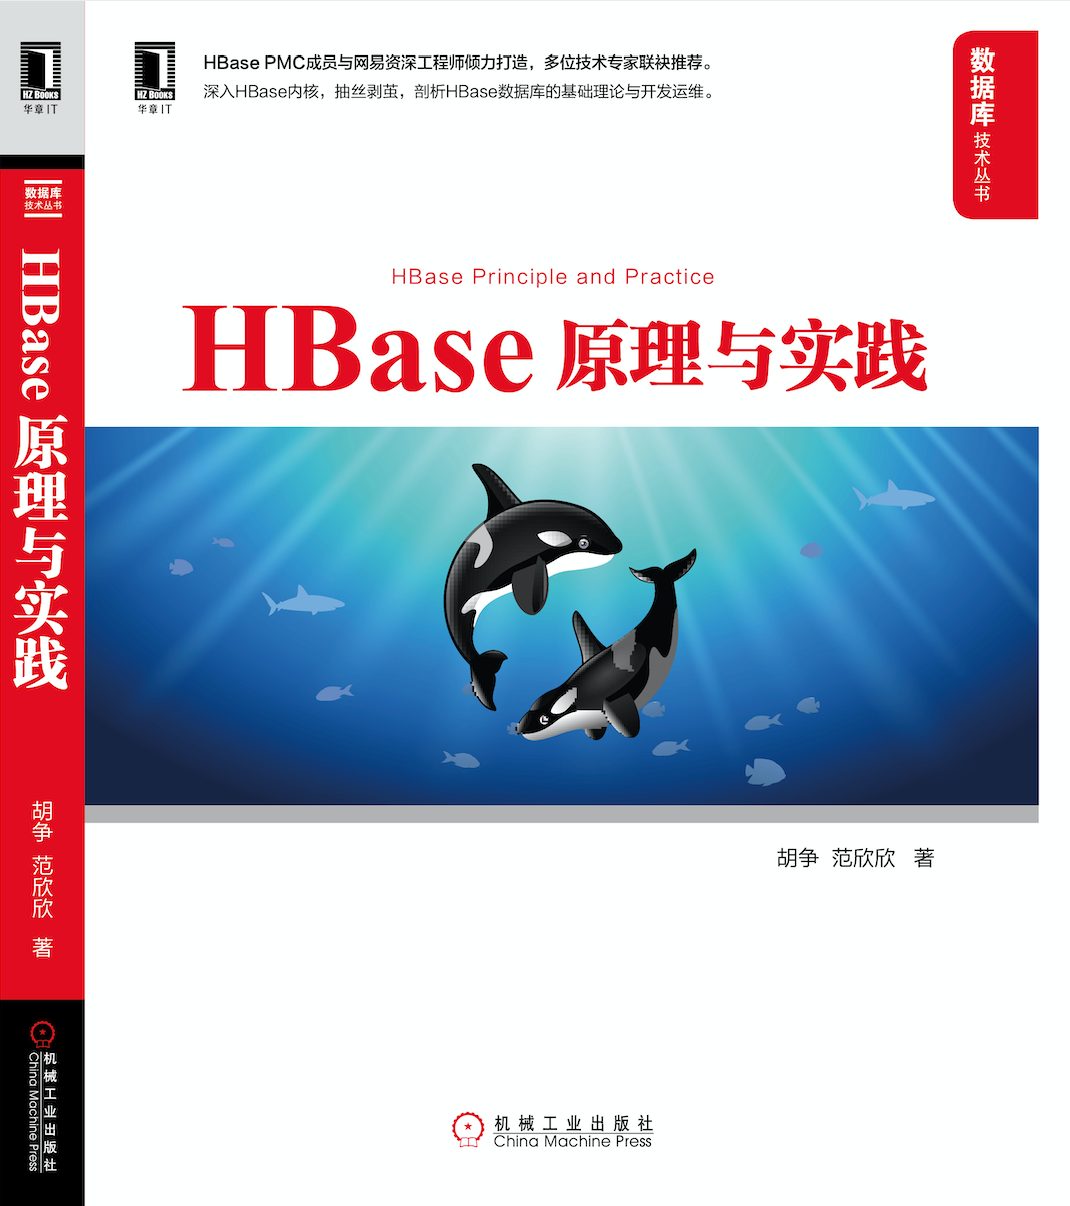 HZ BOOKS
华章 IT
数据库
技术丛书
HBase 原理与实践
胡争 范欣欣 著
机械工业出版社
China Machine Press
HZ BOOKS
华章 IT
HBase PMC成员与网易资深工程师倾力打造，多位技术专家联袂推荐。
深入HBase内核，抽丝剥茧，剖析HBase数据库的基础理论与开发运维。
数据库
技术丛书
HBase Principle and Practice
HBase 原理与实践
胡争 范欣欣 著
机械工业出版社
China Machine Press